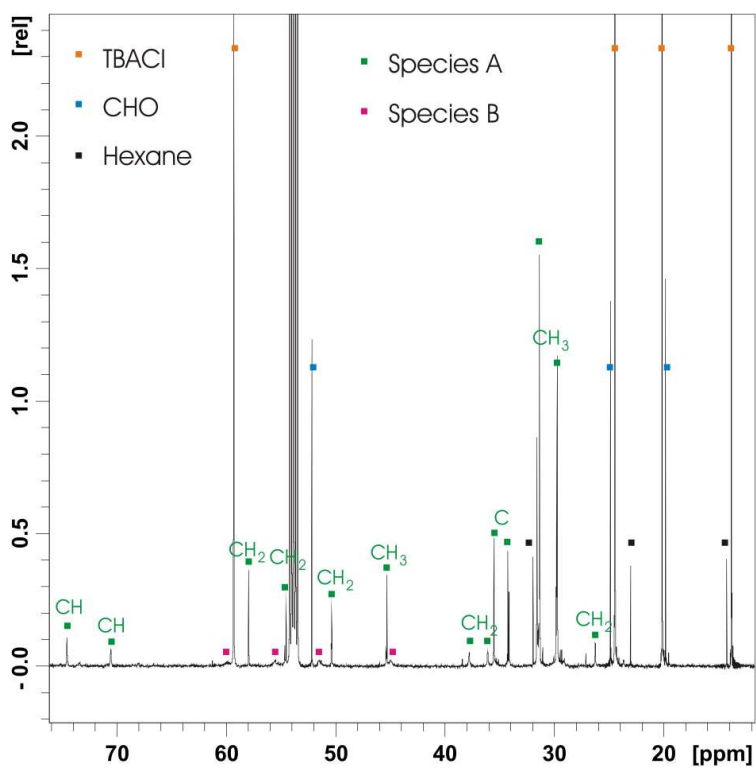 [rel]
TBACl
CHO
Hexane
Species A
Species B
2.0
1.5
1.0
0.5
- 0.0
CH
CH
CH₂
CH₂
CH₂
CH₃
CH₂
C
CH₃
CH₂
70
60
50
40
30
20
[ppm]